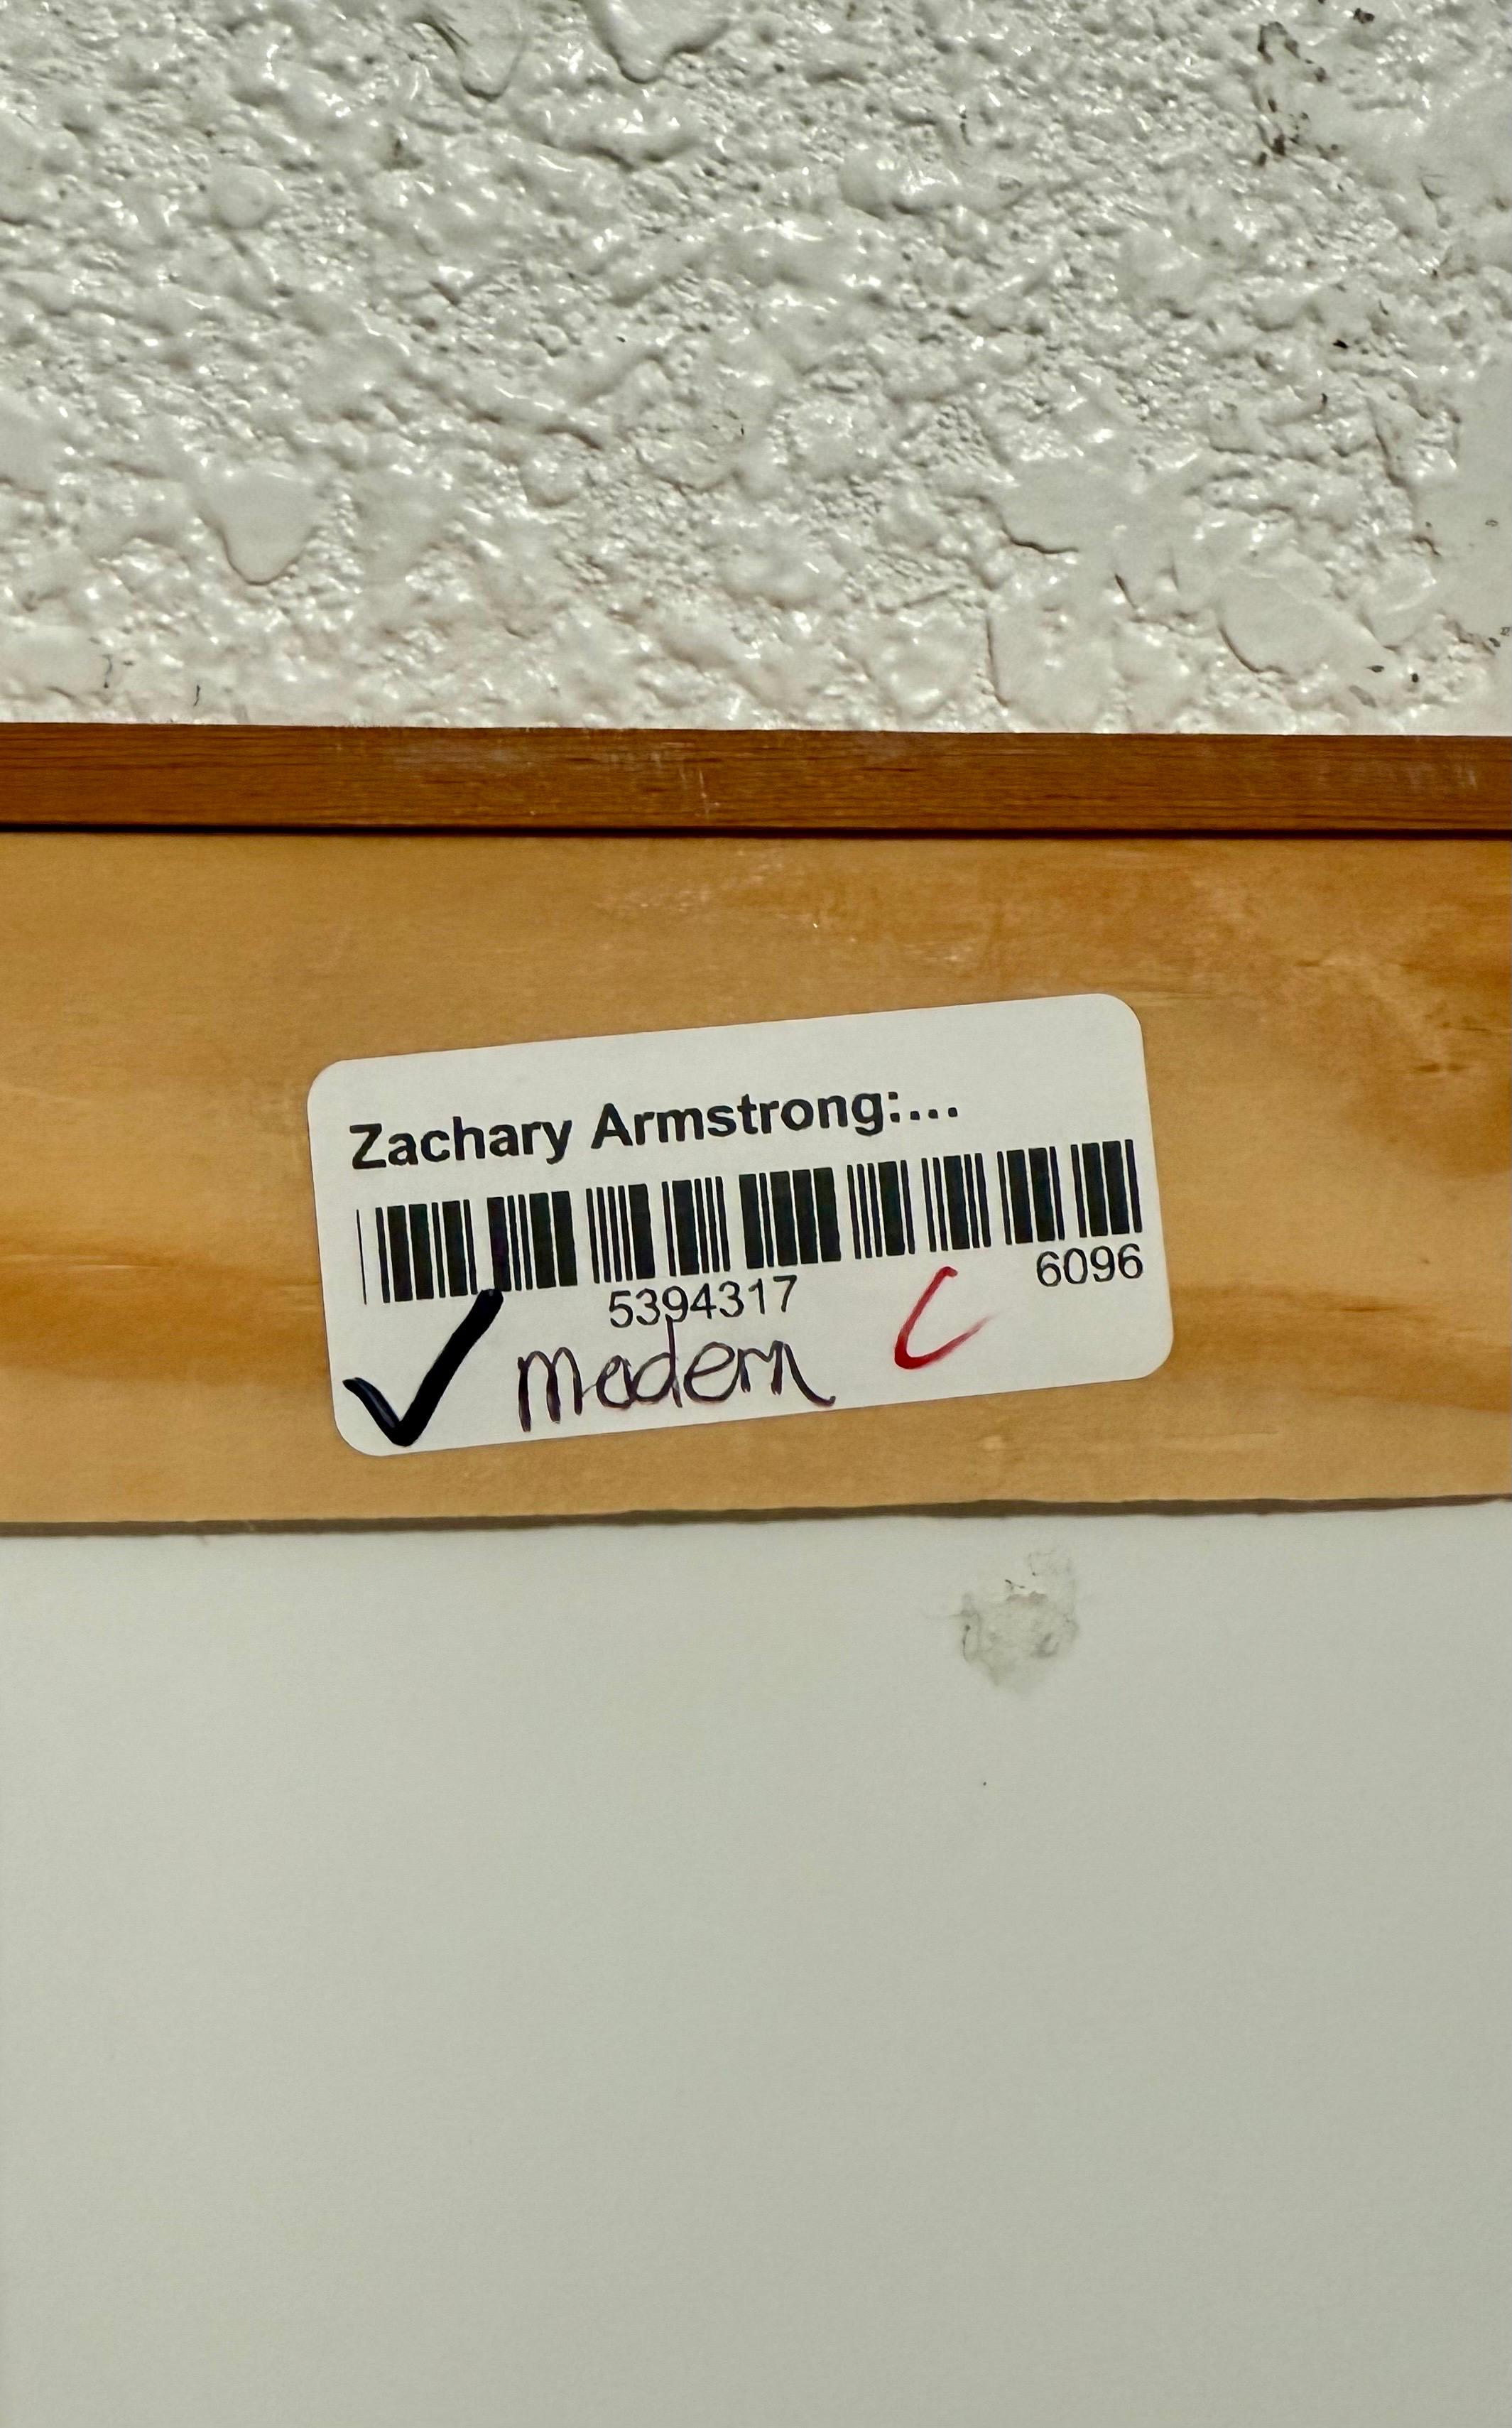 Zachary Armstrong:...
5394317 6096
✓ modern C